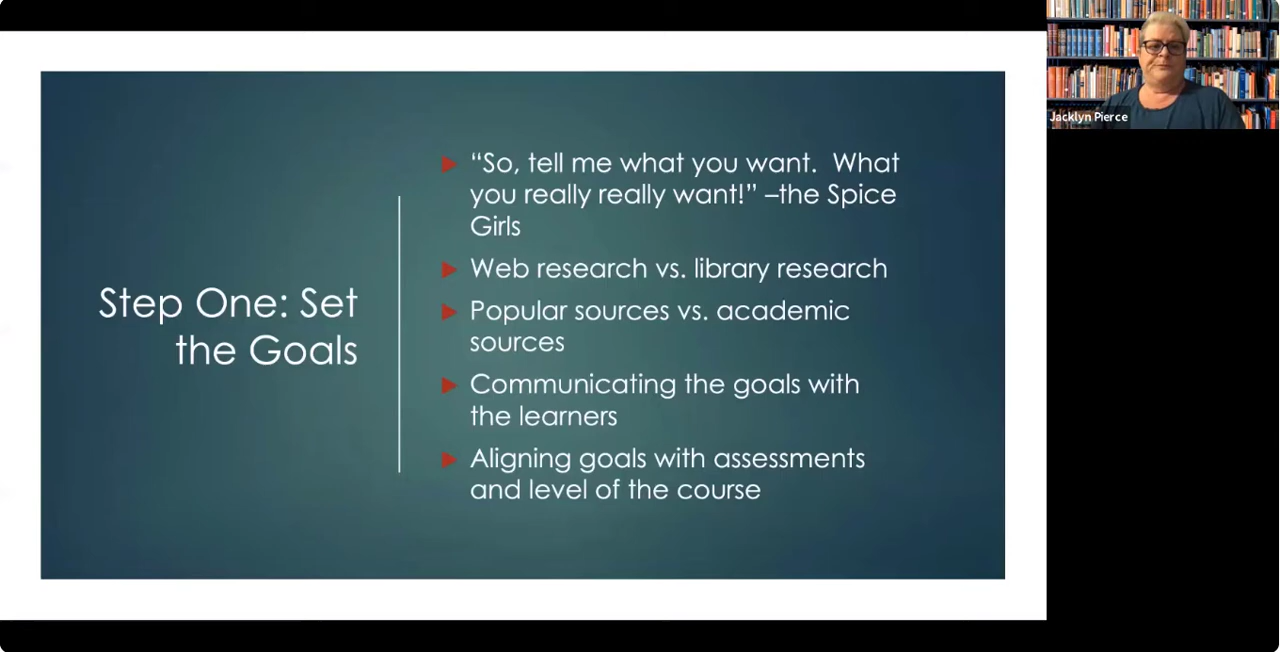 Step One: Set
the Goals
“So, tell me what you want.  What
you really really want!” –the Spice
Girls
Web research vs. library research
Popular sources vs. academic
sources
Communicating the goals with
the learners
Aligning goals with assessments
and level of the course
Jacklyn Pierce